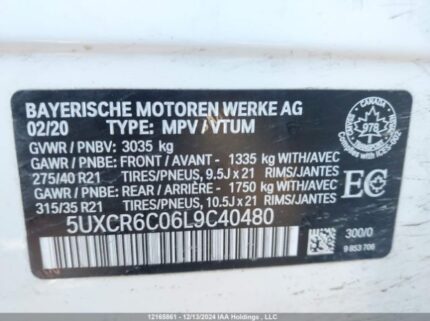 BAYERISCHE MOTOREN WERKE AG
02/20 TYPE: MPV/VTUM
GVWR / PNBV: 3035 kg
GAWR / PNBE: FRONT / AVANT - 1335 kg WITH/AVEC
275/40 R21 TIRES/PNEUS, 9.5J x 21 RIMS/JANTES
GAWR / PNBE: REAR / ARRIÈRE - 1750 kg WITH/AVEC
315/35 R21 TIRES/PNEUS, 10.5J x 21 RIMS/JANTES
5UXCR6C06L9C40480
CANADA
978
EC
300/0
9 853 706
12165861 - 12/13/2024 - IAA Inc.